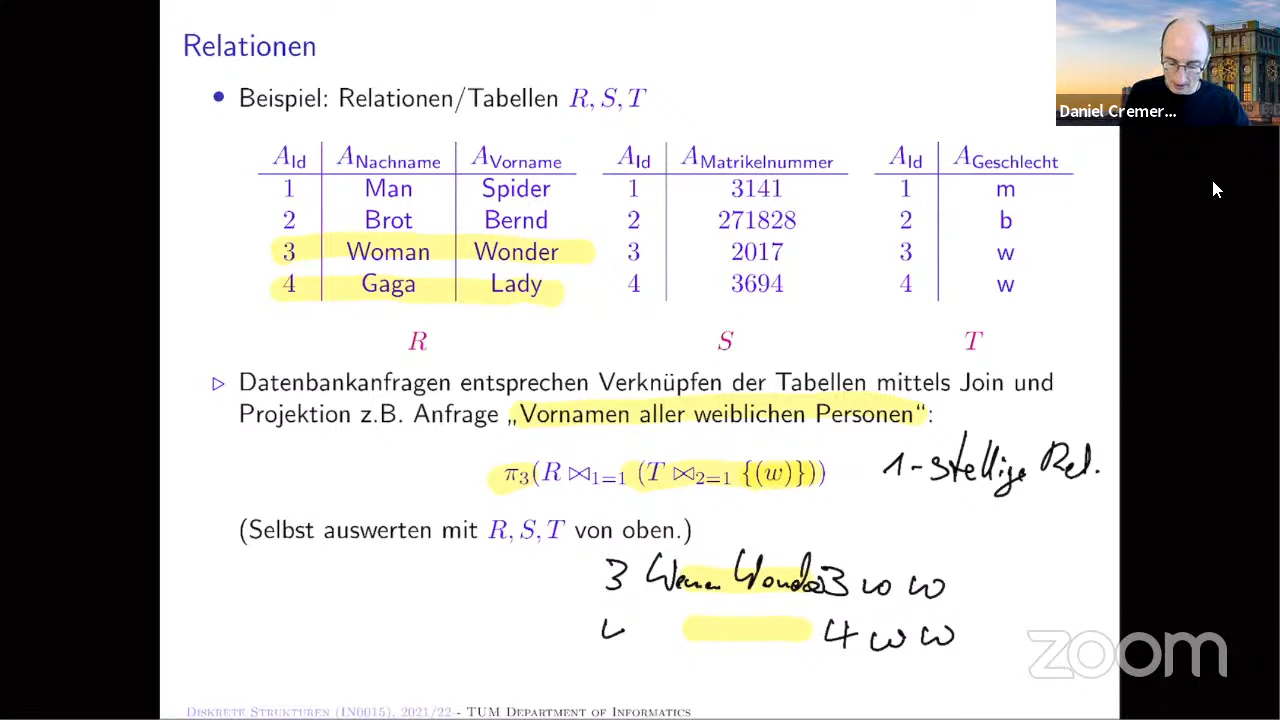 Relationen
• Beispiel: Relationen/Tabellen R, S, T
Daniel Cremer...
A_Id A_Nachname A_Vorname A_Id A_Matrikelnummer A_Id A_Geschlecht
1 Man Spider 1 3141 1 m
2 Brot Bernd 2 271828 2 b
3 Woman Wonder 3 2017 3 w
4 Gaga Lady 4 3694 4 w
R S T
▷ Datenbankanfragen entsprechen Verknüpfen der Tabellen mittels Join und
Projektion z.B. Anfrage „Vornamen aller weiblichen Personen“:
π₃(R ⋈₁₌₁ (T ⋈₂₌₁ {(w)})) 1-stellige Rel.
(Selbst auswerten mit R, S, T von oben.)
3 Wonder 3 w w
4 4 w w
zoom
Diskrete Strukturen (IN0015), 2021/22 - TUM Department of Informatics